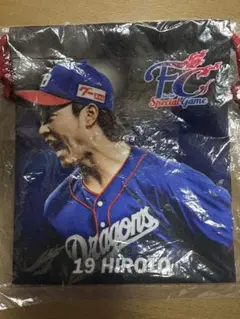 FC
Special Game
D
Dragons
19 HIROTO